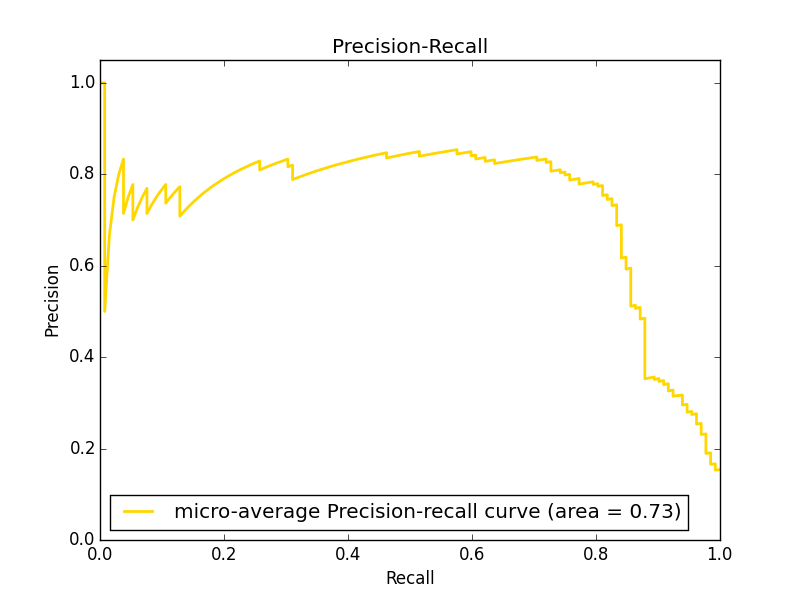 Precision-Recall
1.0
0.8
0.6
0.4
0.2
0.0
Precision
micro-average Precision-recall curve (area = 0.73)
0.0 0.2 0.4 0.6 0.8 1.0
Recall